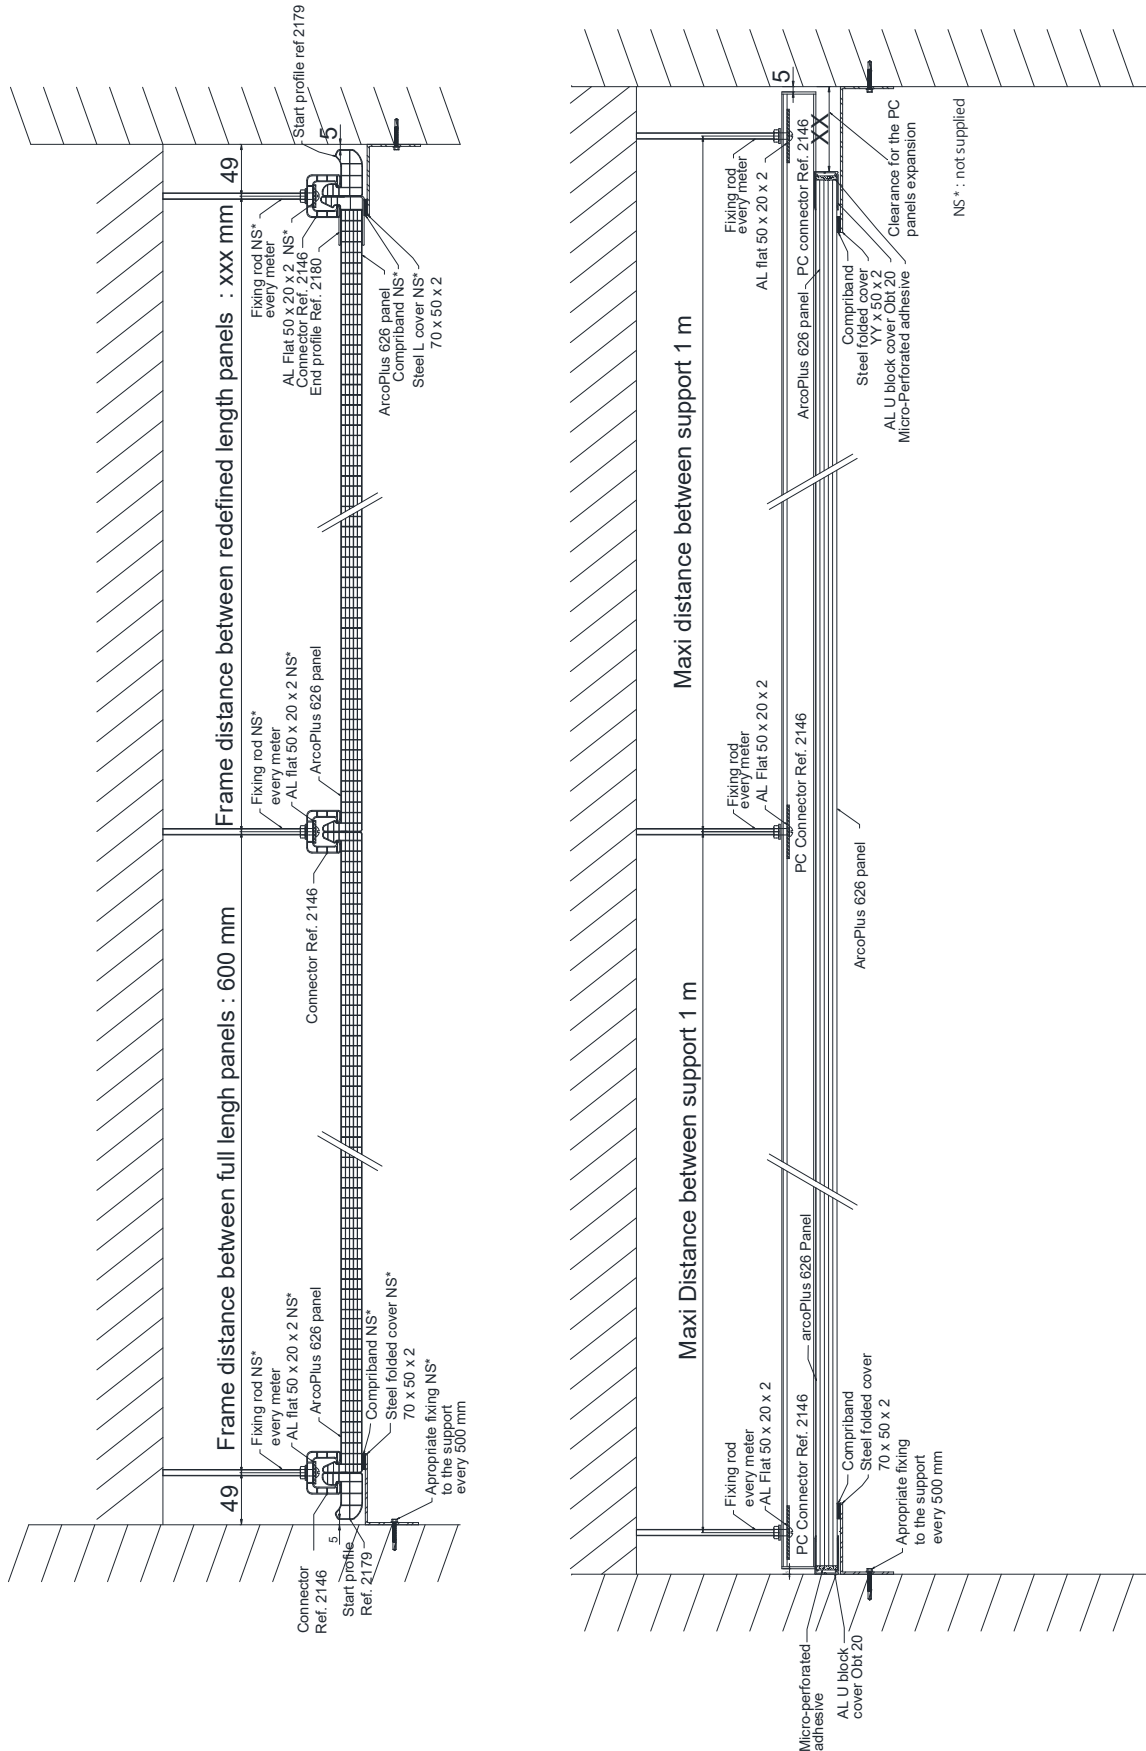 Frame distance between full lengh panels : 600 mm
Frame distance between redefined length panels : xxx mm
49
49
Fixing rod NS*
every meter
AL flat 50 x 20 x 2 NS*
ArcoPlus 626 panel
Connector
Ref. 2146
Start profile
Ref. 2179
5
Compriband NS*
Steel folded cover NS*
70 x 50 x 2
Apropriate fixing NS*
to the support
every 500 mm
Connector Ref. 2146
Fixing rod NS*
every meter
AL flat 50 x 20 x 2 NS*
ArcoPlus 626 panel
Fixing rod NS*
every meter
AL Flat 50 x 20 x 2 NS*
Connector Ref. 2146
End profile Ref. 2180
Start profile ref 2179
5
ArcoPlus 626 panel
Compriband NS*
Steel L cover NS*
70 x 50 x 2
Maxi Distance between support 1 m
Maxi distance between support 1 m
Fixing rod
every meter
AL Flat 50 x 20 x 2
PC Connector Ref. 2146
arcoPlus 626 Panel
Micro-perforated
adhesive
AL U block
cover Obt 20
Compriband
Steel folded cover
70 x 50 x 2
Apropriate fixing
to the support
every 500 mm
Fixing rod
every meter
AL Flat 50 x 20 x 2
PC Connector Ref. 2146
ArcoPlus 626 panel
Fixing rod
every meter
AL flat 50 x 20 x 2
ArcoPlus 626 panel
PC connector Ref. 2146
5
XX
Clearance for the PC
panels expansion
Compriband
Steel folded cover
YY x 50 x 2
AL U block cover Obt 20
Micro-Perforated adhesive
NS* : not supplied